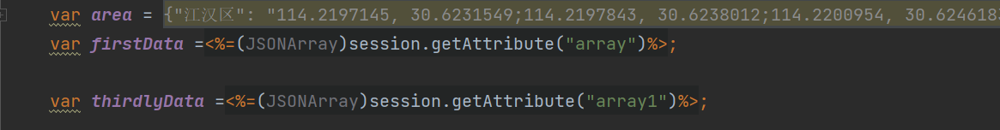 var area = {"江汉区": "114.2197145, 30.6231549;114.2197843, 30.6238012;114.2200954, 30.624618
var firstData =<%=(JSONArray)session.getAttribute("array")%>;
var thirdlyData =<%=(JSONArray)session.getAttribute("array1")%>;